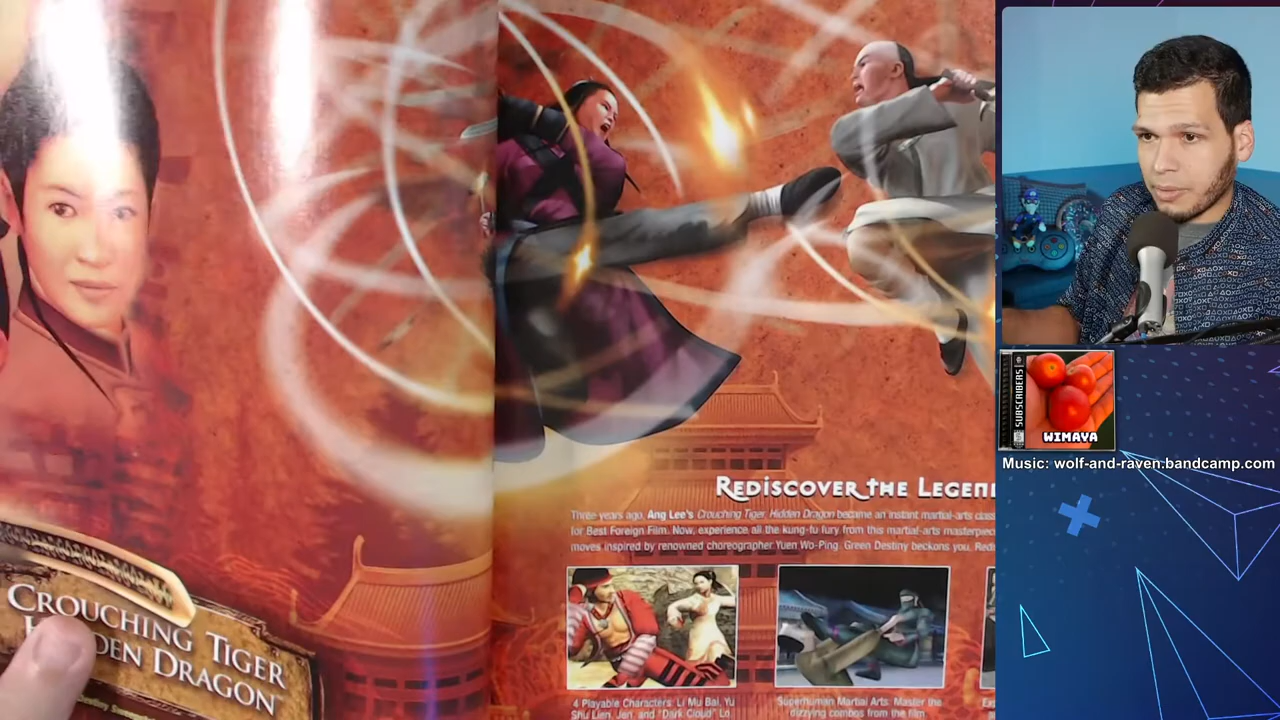 CROUCHING TIGER
HIDDEN DRAGON
REDISCOVER THE LEGEN
Three years ago, Ang Lee's Crouching Tiger, Hidden Dragon became an instant martial-arts clas
for Best Foreign Film. Now, experience all the kung-fu fury from this martial-arts masterpiec
moves inspired by renowned choreographer Yuen Wo-Ping. Green Destiny beckons you. Red
4 Playable Characters: Li Mu Bai, Yu
Shu Lien, Jen, and "Dark Cloud" Lo
Superhuman Martial Arts: Master the
dizzying combos from the film.
SUBSCRIBERS
WIMAYA
Music: wolf-and-raven.bandcamp.com